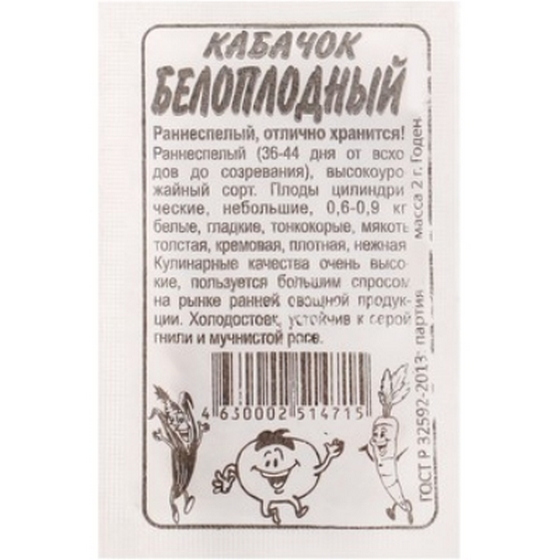 КАБАЧОК
БЕЛОПЛОДНЫЙ
Раннеспелый, отлично хранится!
Раннеспелый (36-44 дня от всхо
дов до созревания), высокоуро
жайный сорт. Плоды цилиндри
ческие, небольшие, 0,6-0,9 кг
белые, гладкие, тонкокорые, мякоть
толстая, кремовая, плотная, нежная
Кулинарные качества очень высо-
кие, пользуется большим спросом
на рынке ранней овощной продук-
ции. Холодостоек, устойчив к серой
гнили и мучнистой росе.
4 630002 514715
ГОСТ Р 32592-2013 партия масса 2 г. Годен